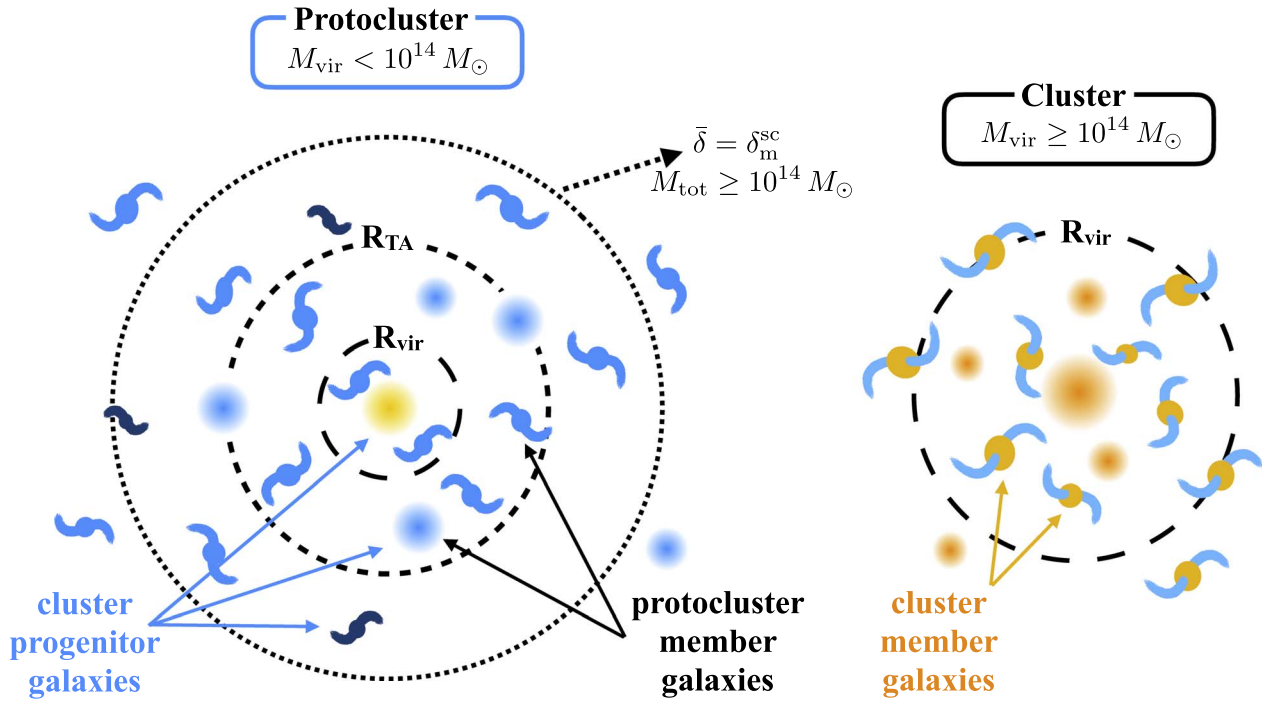 Protocluster
M_vir < 10^14 M_⊙
Cluster
M_vir ≥ 10^14 M_⊙
δ̄ = δ_m^sc
M_tot ≥ 10^14 M_⊙
R_TA
R_vir
R_vir
cluster
progenitor
galaxies
protocluster
member
galaxies
cluster
member
galaxies